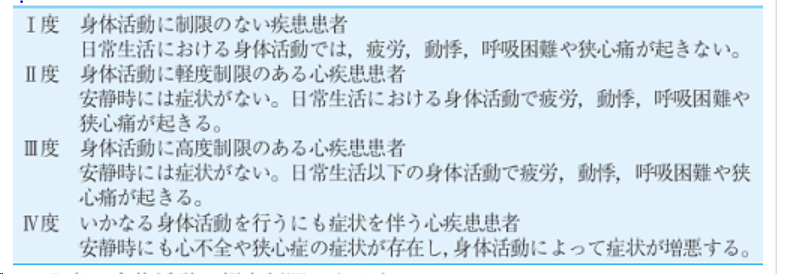 Ⅰ度 身体活動に制限のない疾患患者
日常生活における身体活動では，疲労，動悸，呼吸困難や狭心痛が起きない。
Ⅱ度 身体活動に軽度制限のある心疾患患者
安静時には症状がない。日常生活における身体活動で疲労，動悸，呼吸困難や
狭心痛が起きる。
Ⅲ度 身体活動に高度制限のある心疾患患者
安静時には症状がない。日常生活以下の身体活動で疲労，動悸，呼吸困難や狭
心痛が起きる。
Ⅳ度 いかなる身体活動を行うにも症状を伴う心疾患患者
安静時にも心不全や狭心症の症状が存在し，身体活動によって症状が増悪する。